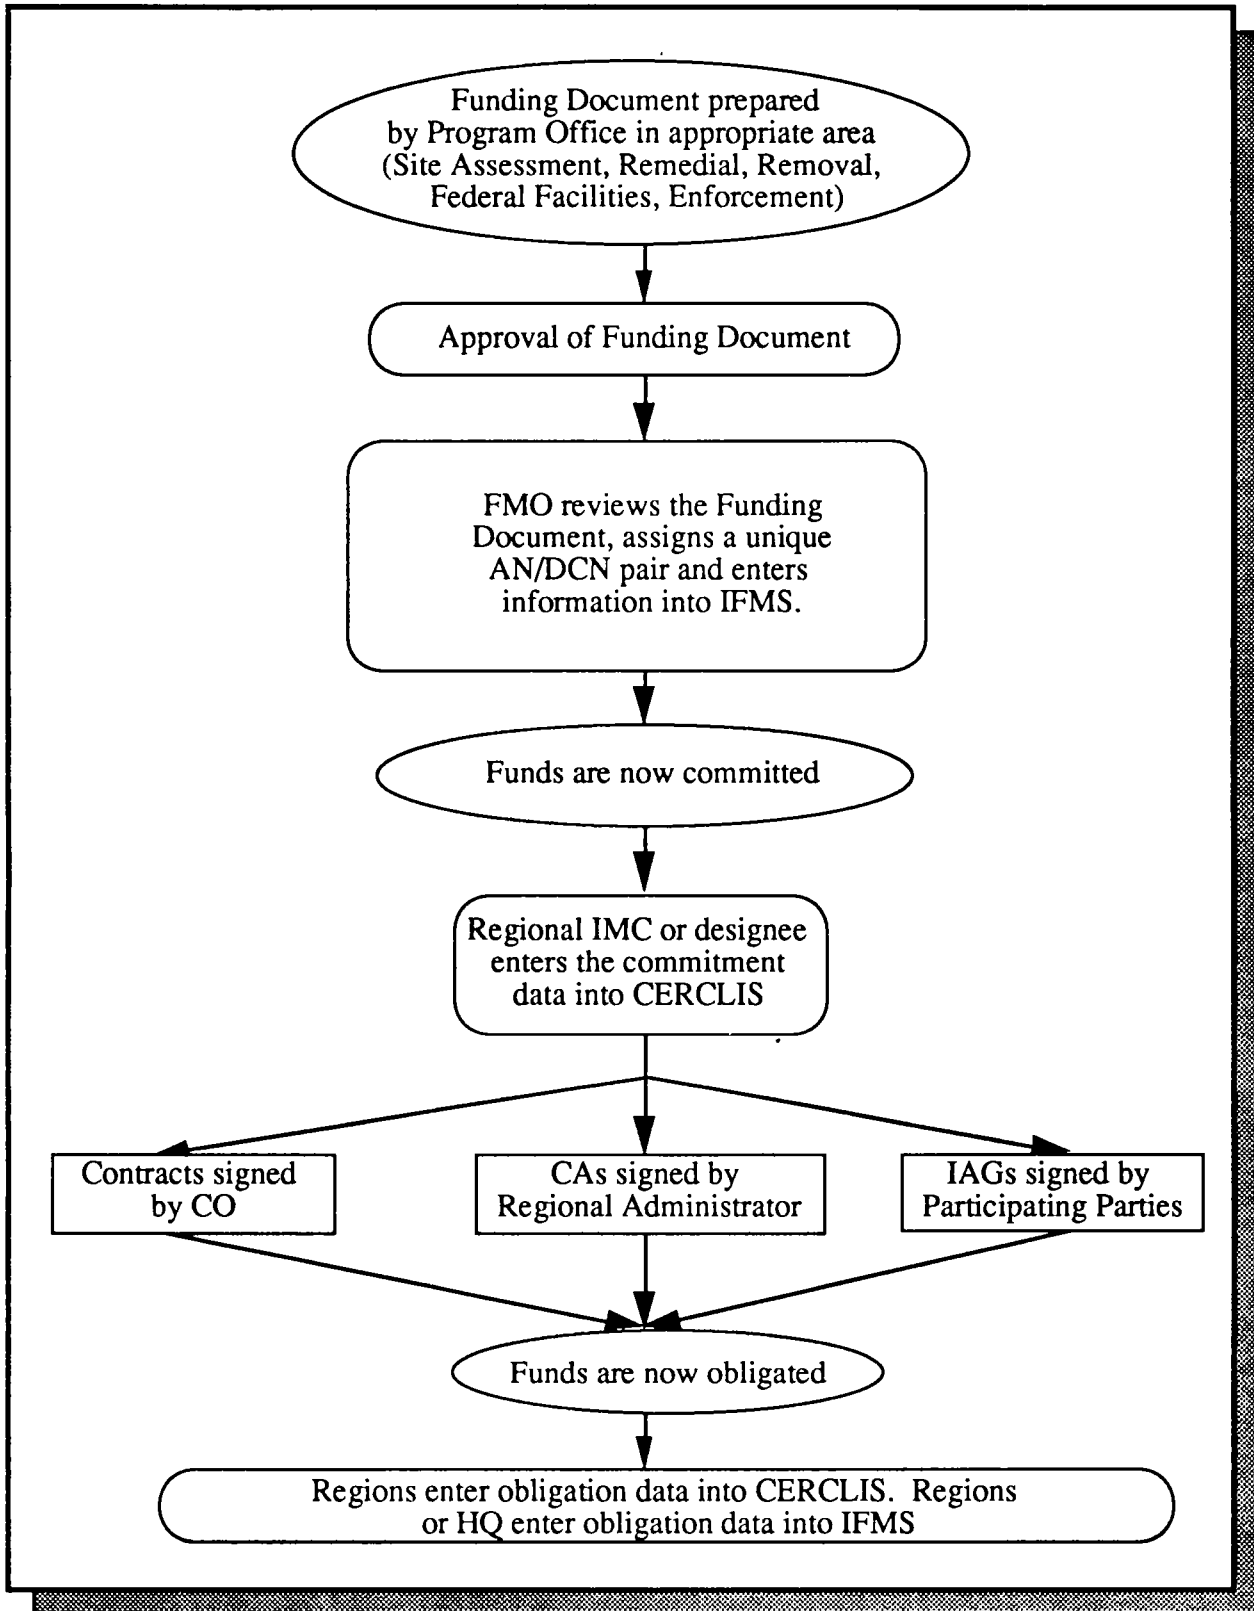 Funding Document prepared
by Program Office in appropriate area
(Site Assessment, Remedial, Removal,
Federal Facilities, Enforcement)
Approval of Funding Document
FMO reviews the Funding
Document, assigns a unique
AN/DCN pair and enters
information into IFMS.
Funds are now committed
Regional IMC or designee
enters the commitment
data into CERCLIS
Contracts signed
by CO
CAs signed by
Regional Administrator
IAGs signed by
Participating Parties
Funds are now obligated
Regions enter obligation data into CERCLIS. Regions
or HQ enter obligation data into IFMS